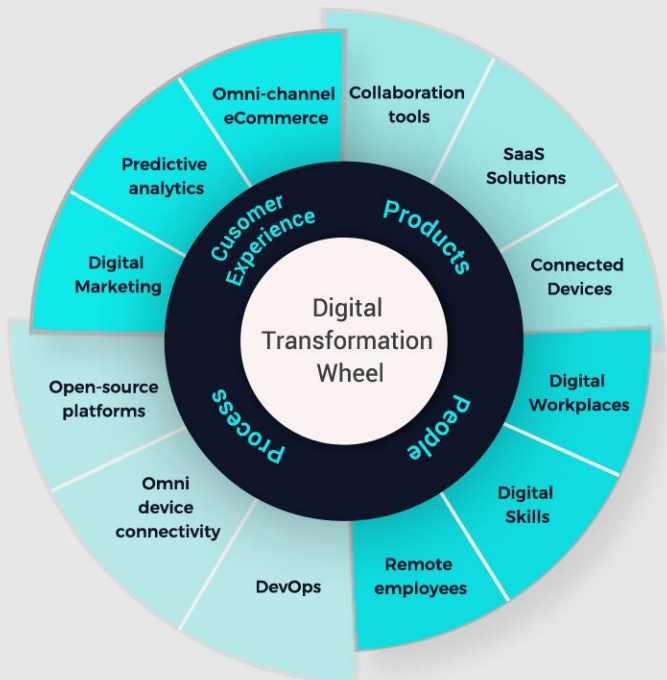 Digital
Transformation
Wheel
Cusomer
Experience
Products
People
Process
Omni-channel
eCommerce
Predictive
analytics
Digital
Marketing
Collaboration
tools
SaaS
Solutions
Connected
Devices
Digital
Workplaces
Digital
Skills
Remote
employees
DevOps
Omni
device
connectivity
Open-source
platforms